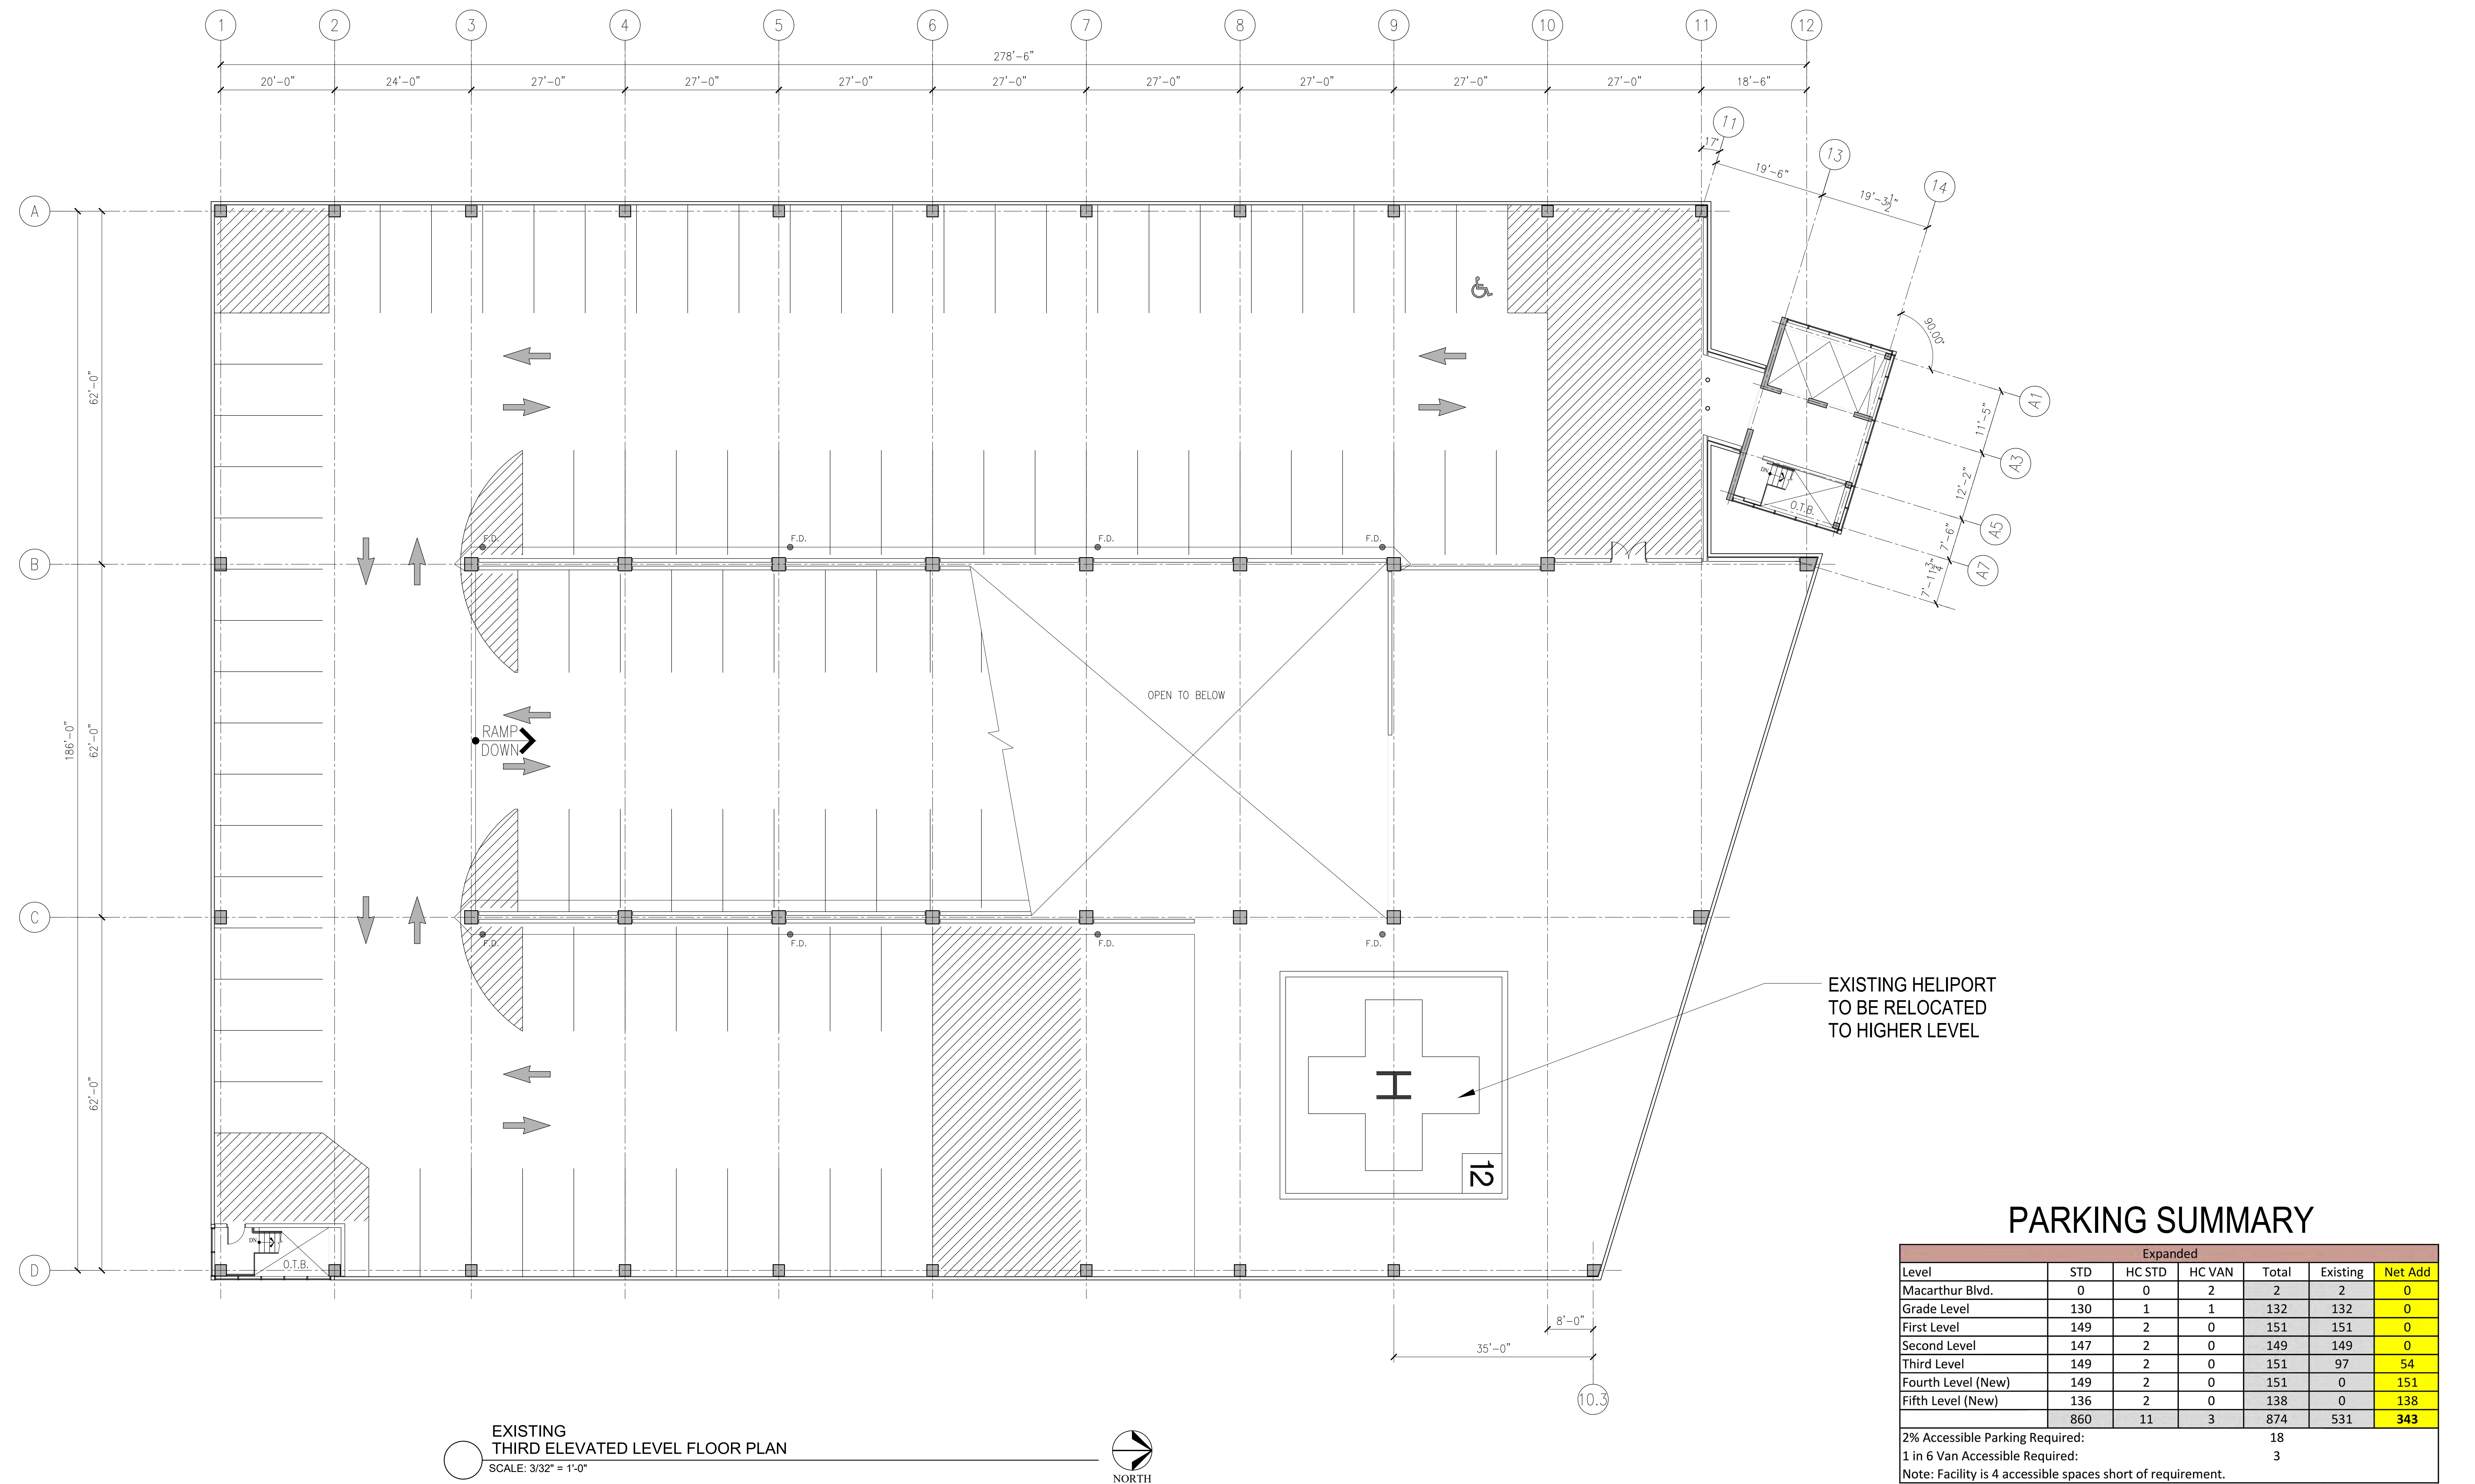 1 2 3 4 5 6 7 8 9 10 11 12
278'-6"
20'-0" 24'-0" 27'-0" 27'-0" 27'-0" 27'-0" 27'-0" 27'-0" 27'-0" 27'-0" 18'-6"
11
17°
13
19'-6"
14
19'-3 1/2"
A
90.00°
62'-0"
A1
11'-5"
A3
12'-2"
DN
O.T.B.
A5
7'-6"
A7
7'-11 3/4"
F.D. F.D. F.D. F.D.
B
OPEN TO BELOW
RAMP
DOWN
186'-0"
62'-0"
C
F.D. F.D. F.D. F.D.
EXISTING HELIPORT
TO BE RELOCATED
TO HIGHER LEVEL
H
62'-0"
12
DN
O.T.B.
D
8'-0"
35'-0"
10.3
EXISTING
THIRD ELEVATED LEVEL FLOOR PLAN
SCALE: 3/32" = 1'-0"
NORTH
PARKING SUMMARY
Expanded
Level STD HC STD HC VAN Total Existing Net Add
Macarthur Blvd. 0 0 2 2 2 0
Grade Level 130 1 1 132 132 0
First Level 149 2 0 151 151 0
Second Level 147 2 0 149 149 0
Third Level 149 2 0 151 97 54
Fourth Level (New) 149 2 0 151 0 151
Fifth Level (New) 136 2 0 138 0 138
860 11 3 874 531 343
2% Accessible Parking Required: 18
1 in 6 Van Accessible Required: 3
Note: Facility is 4 accessible spaces short of requirement.